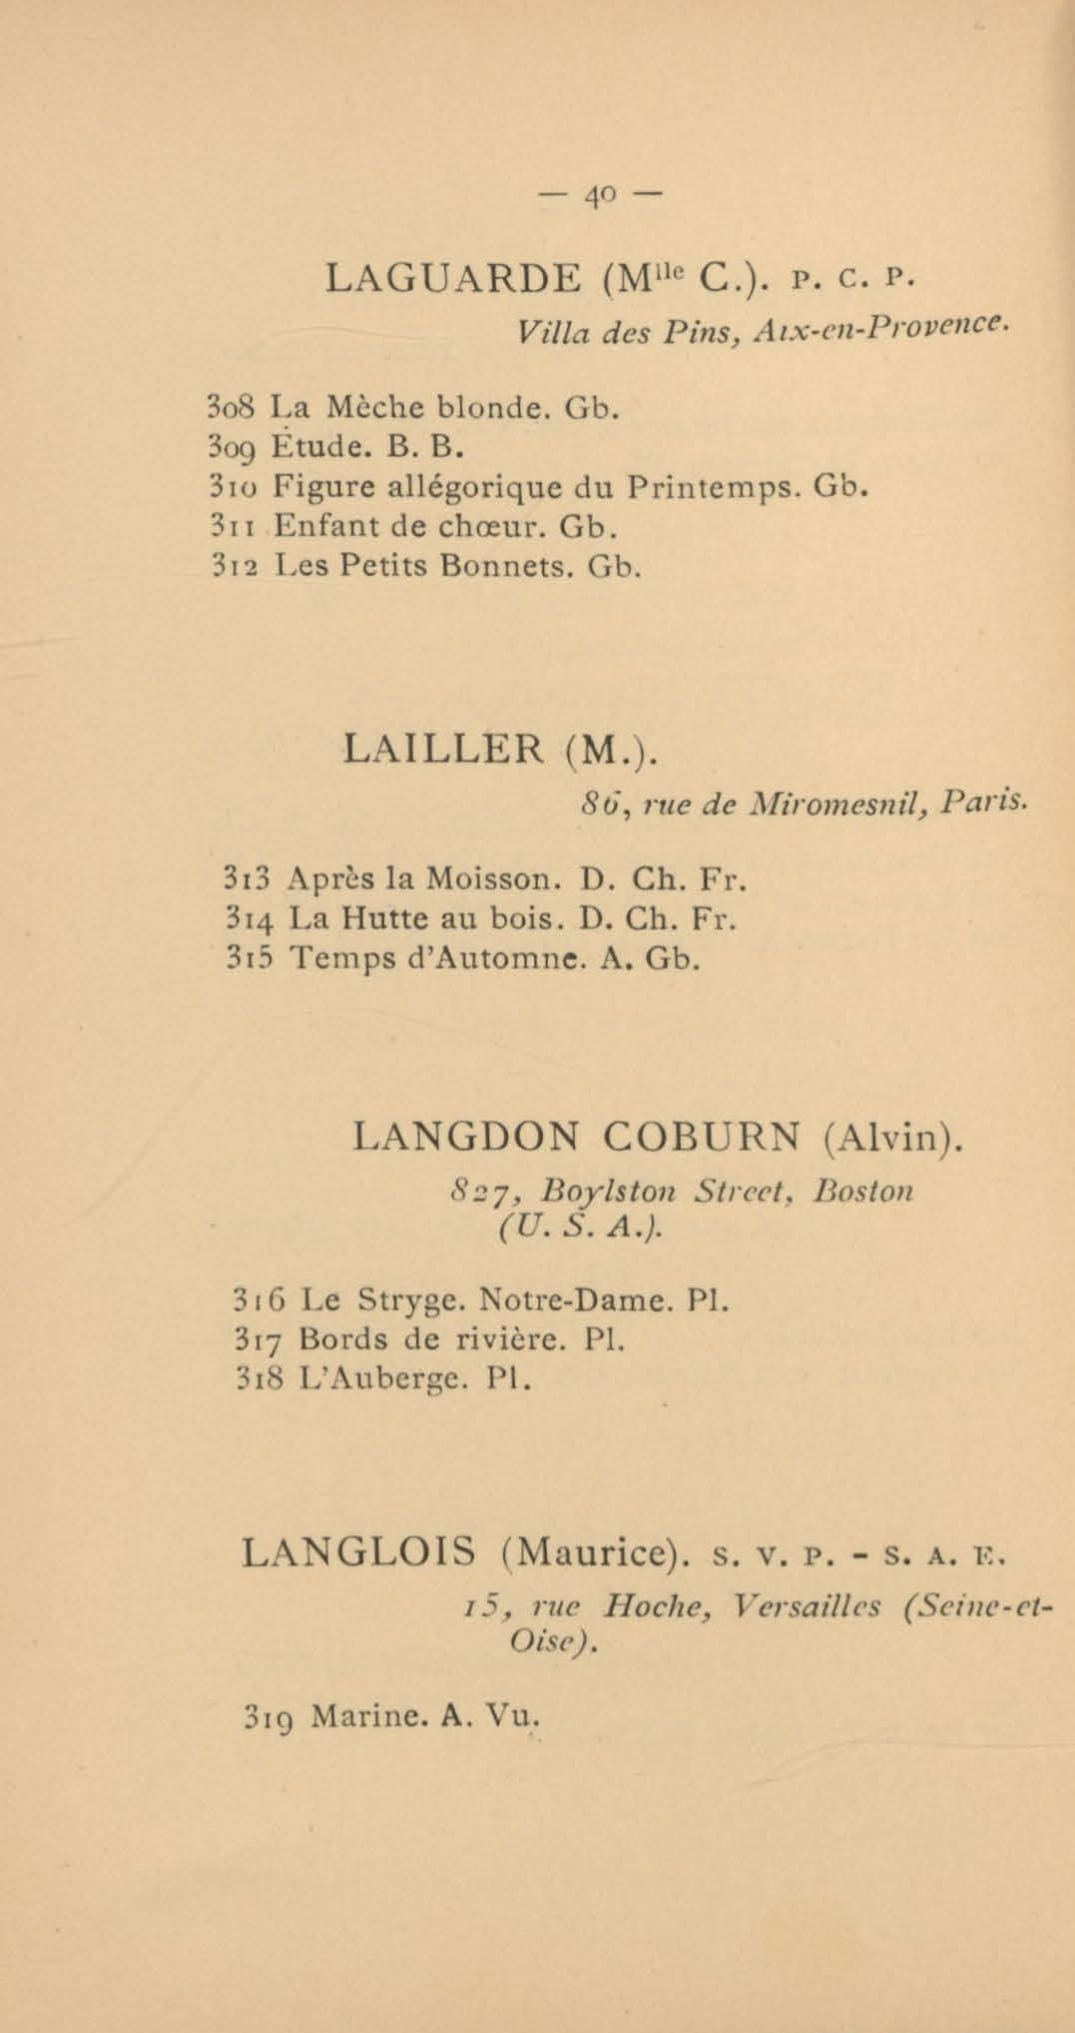 — 40 —
LAGUARDE (Mlle C.). P. C. P.
Villa des Pins, Aix-en-Provence.
308 La Mèche blonde. Gb.
309 Étude. B. B.
310 Figure allégorique du Printemps. Gb.
311 Enfant de chœur. Gb.
312 Les Petits Bonnets. Gb.
LAILLER (M.).
86, rue de Miromesnil, Paris.
313 Après la Moisson. D. Ch. Fr.
314 La Hutte au bois. D. Ch. Fr.
315 Temps d'Automne. A. Gb.
LANGDON COBURN (Alvin).
827, Boylston Street, Boston
(U. S. A.).
316 Le Stryge. Notre-Dame. Pl.
317 Bords de rivière. Pl.
318 L'Auberge. Pl.
LANGLOIS (Maurice). S. V. P. - S. A. E.
15, rue Hoche, Versailles (Seine-et-
Oise).
319 Marine. A. Vu.